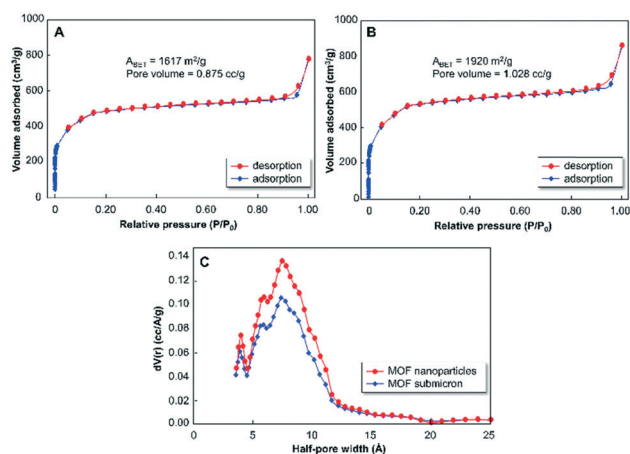 A
A_BET = 1617 m²/g
Pore volume = 0.875 cc/g
Volume adsorbed (cm³/g)
1000
800
600
400
200
0
desorption
adsorption
0 0.20 0.40 0.60 0.80 1.00
Relative pressure (P/P₀)
B
A_BET = 1920 m²/g
Pore volume = 1.028 cc/g
Volume adsorbed (cm³/g)
1000
800
600
400
200
0
desorption
adsorption
0 0.20 0.40 0.60 0.80 1.00
Relative pressure (P/P₀)
C
dV(r) (cc/Å/g)
0.14
0.12
0.10
0.08
0.06
0.04
0.02
0.00
MOF nanoparticles
MOF submicron
0 5 10 15 20 25
Half-pore width (Å)